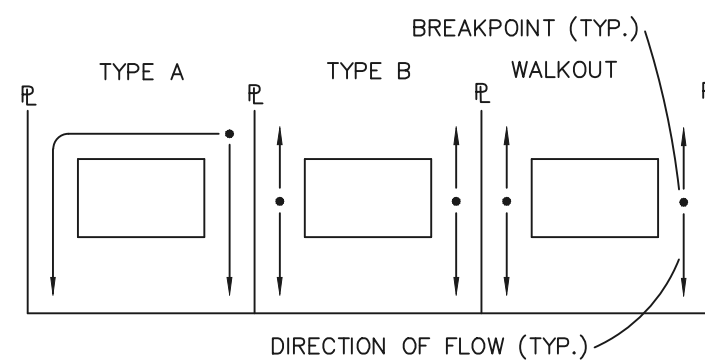 BREAKPOINT (TYP.)
TYPE A
TYPE B
WALKOUT
PL
PL
PL
P
DIRECTION OF FLOW (TYP.)